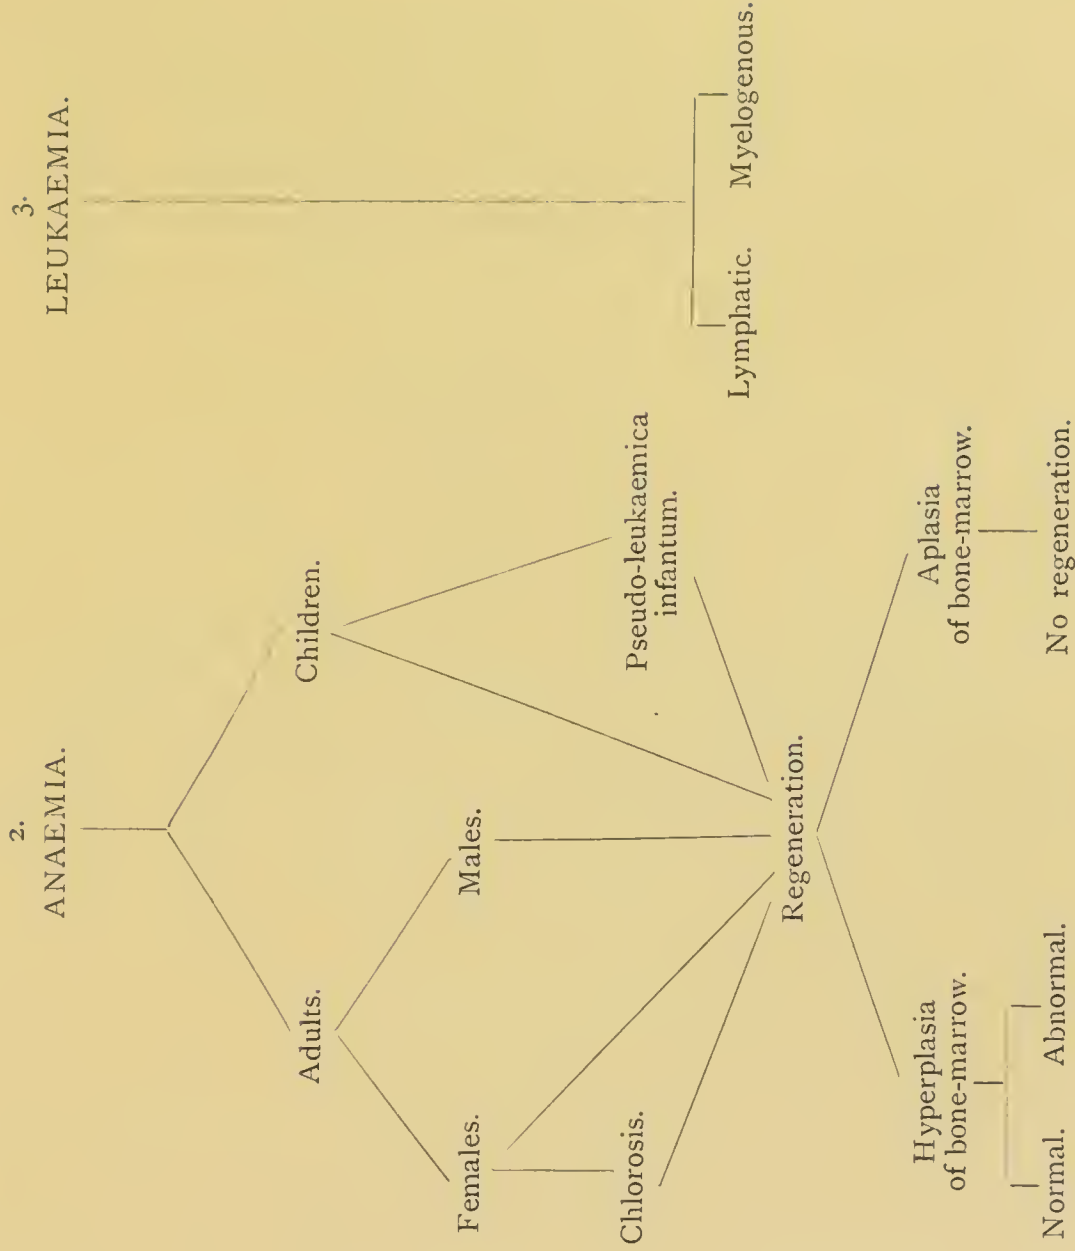 2.
ANAEMIA.
Adults.
Children.
Females.
Males.
Chlorosis.
Pseudo-leukaemica
infantum.
Regeneration.
Hyperplasia
of bone-marrow.
Aplasia
of bone-marrow.
Normal.
Abnormal.
No regeneration.
3.
LEUKAEMIA.
Lymphatic.
Myelogenous.